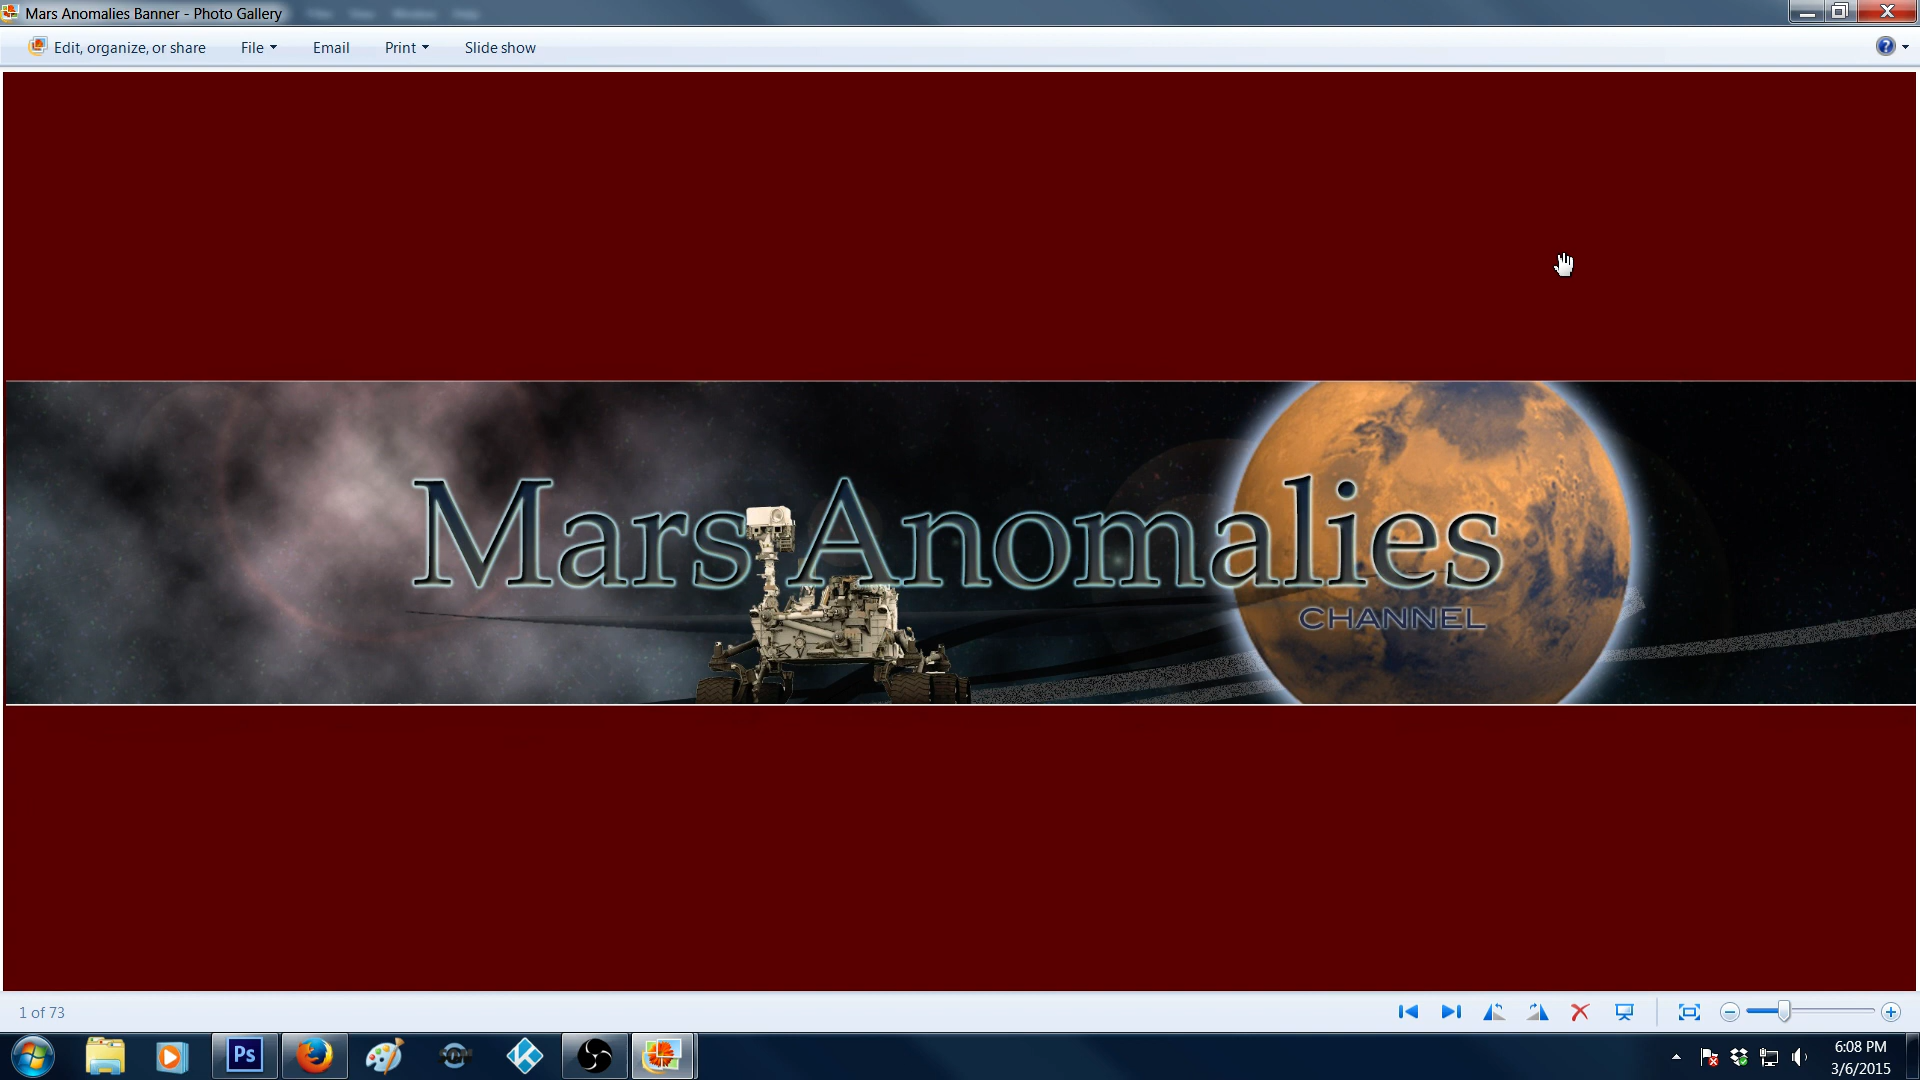 Mars Anomalies Banner - Photo Gallery
Edit, organize, or share File Email Print Slide show
?
Mars Anomalies
CHANNEL
1 of 73
Ps
6:08 PM
3/6/2015